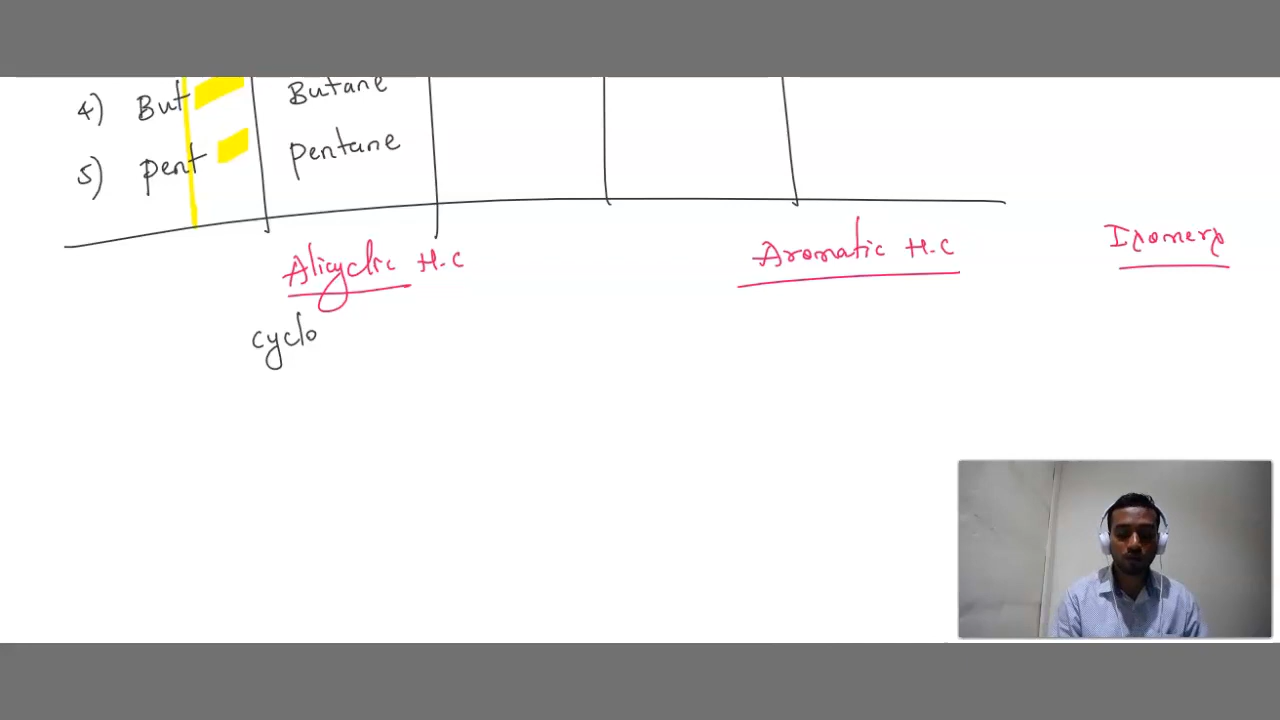 4) But Butane
5) pent pentane
Alicyclic H.C Aromatic H.C Isomers
cyclo